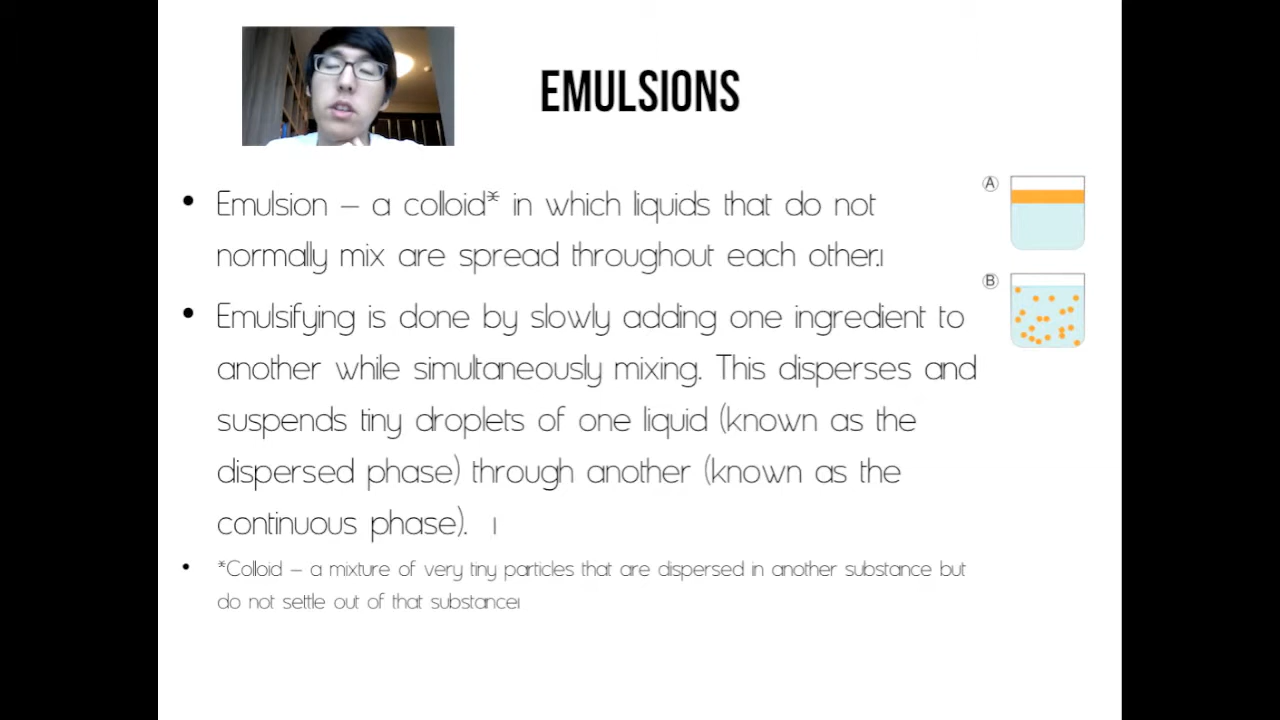 EMULSIONS
• Emulsion – a colloid* in which liquids that do not
normally mix are spread throughout each other.1
• Emulsifying is done by slowly adding one ingredient to
another while simultaneously mixing. This disperses and
suspends tiny droplets of one liquid (known as the
dispersed phase) through another (known as the
continuous phase). 1
• *Colloid – a mixture of very tiny particles that are dispersed in another substance but
do not settle out of that substance1
A
B